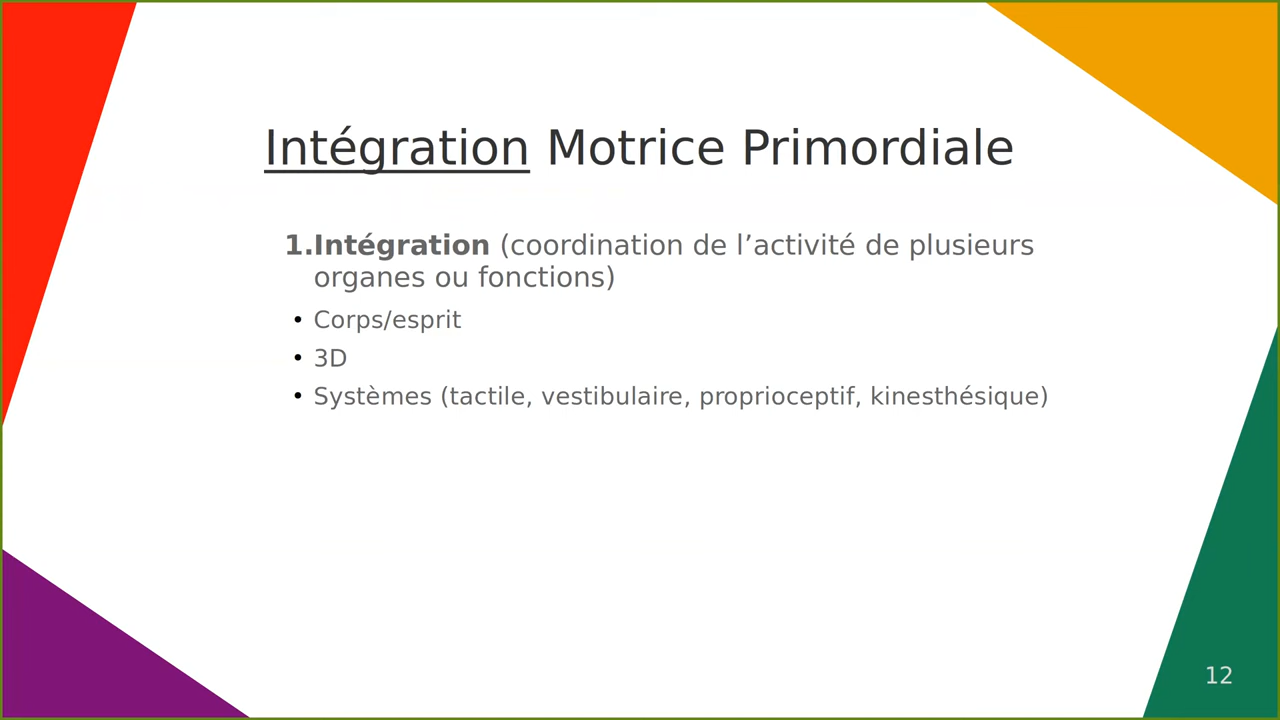 Intégration Motrice Primordiale
1.Intégration (coordination de l’activité de plusieurs
organes ou fonctions)
• Corps/esprit
• 3D
• Systèmes (tactile, vestibulaire, proprioceptif, kinesthésique)
12